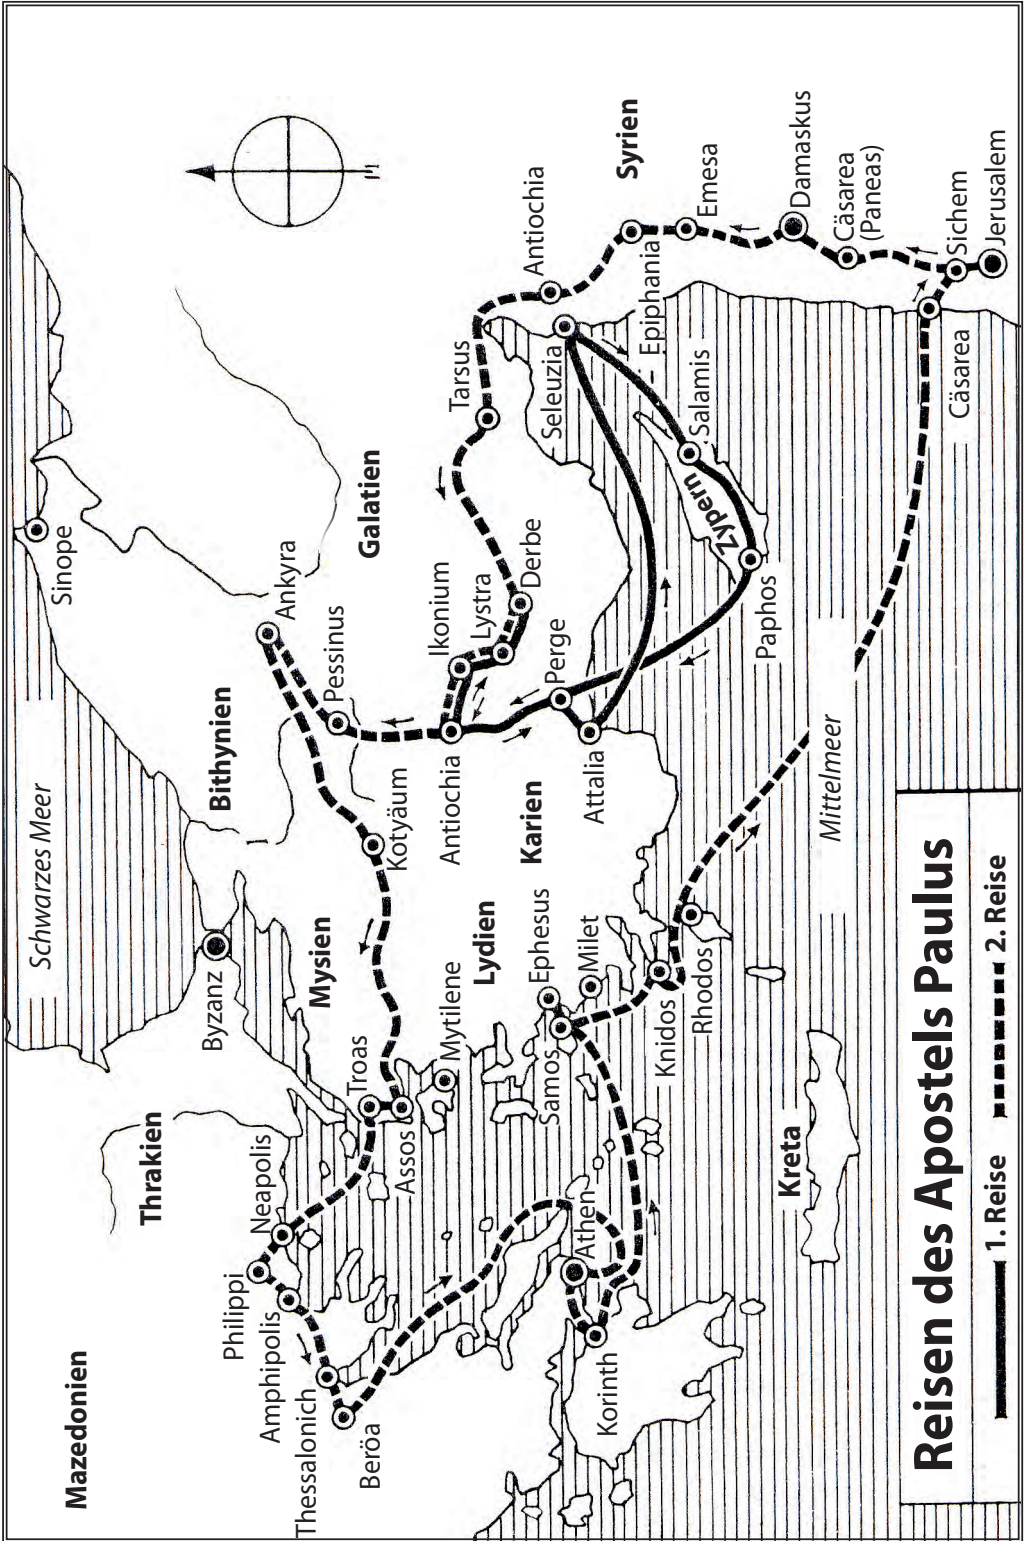 Schwarzes Meer
Sinope
Mazedonien
Thrakien
Byzanz
Bithynien
Ankyra
Philippi
Neapolis
Amphipolis
Thessalonich
Beröa
Mysien
Pessinus
Galatien
Troas
Kotyäum
Assos
Mytilene
Antiochia
Ikonium
Lystra
Derbe
Tarsus
Antiochia
Syrien
Lydien
Karien
Ephesus
Samos
Milet
Perge
Attalia
Seleuzia
Epiphania
Emesa
Athen
Korinth
Knidos
Rhodos
Zypern
Salamis
Paphos
Damaskus
Cäsarea
(Paneas)
Kreta
Mittelmeer
Cäsarea
Sichem
Jerusalem
Reisen des Apostels Paulus
1. Reise
2. Reise